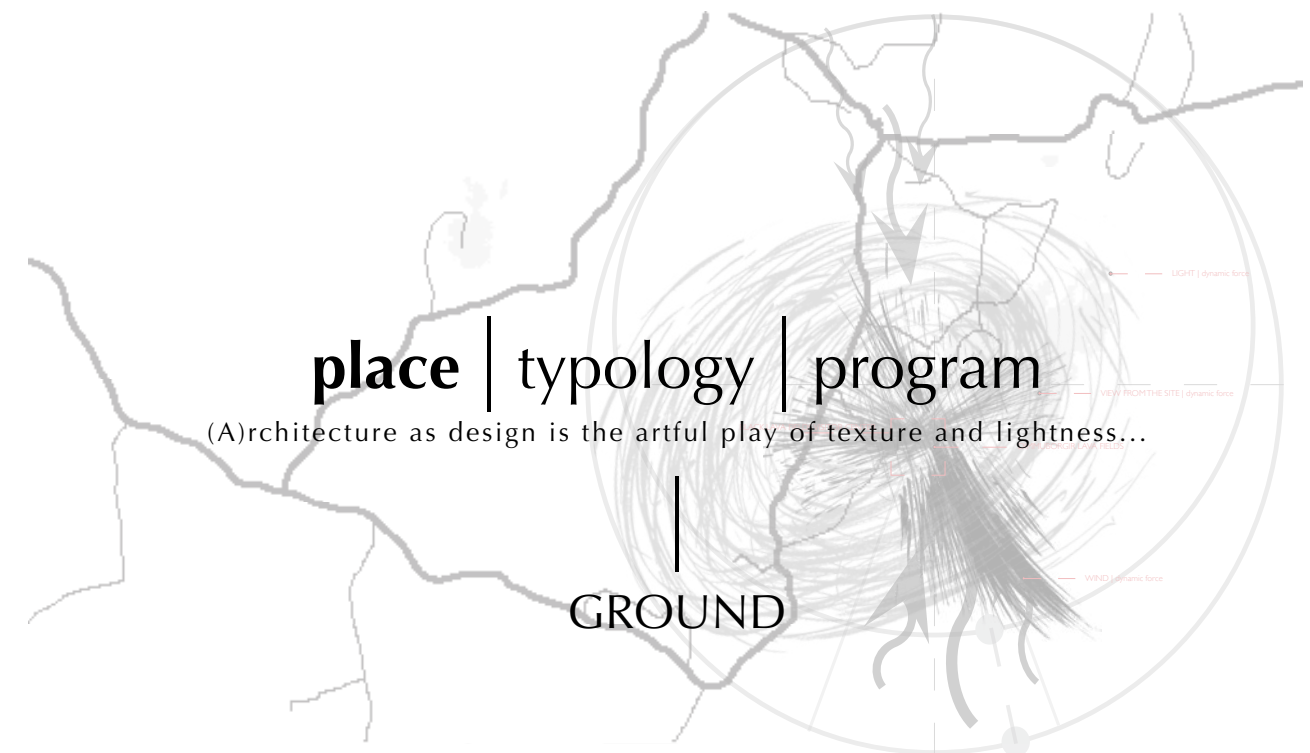 LIGHT | dynamic force
place | typology | program
VIEW FROM THE SITE | dynamic force
(A)rchitecture as design is the artful play of texture and lightness...
WIND | dynamic force
GROUND